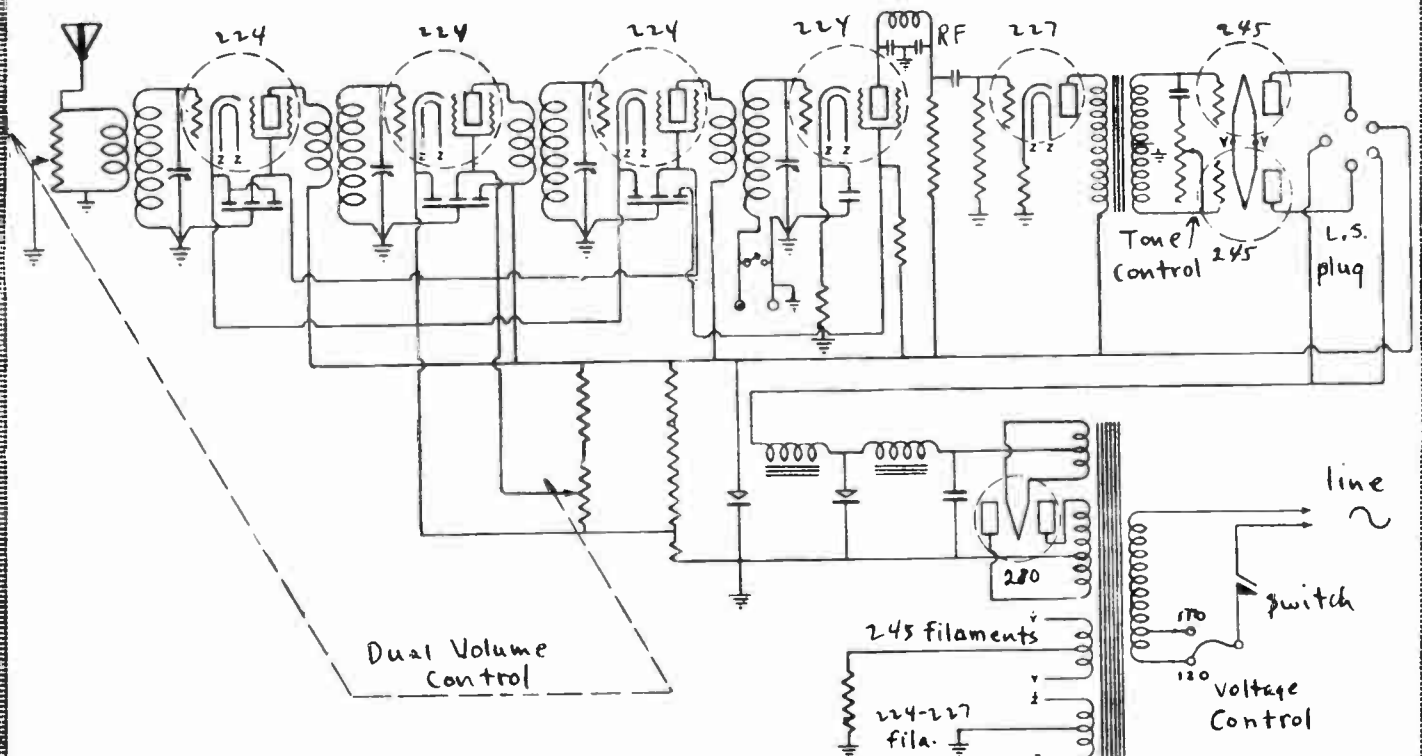 224
224
224
224
RF
227
245
Tone
Control
245
L.S.
plug
z z
z z
z z
z z
z z
Y Y
280
line
switch
110
120
Voltage
Control
Dual Volume
Control
245 filaments
Y
Y
z
224-227
fila.